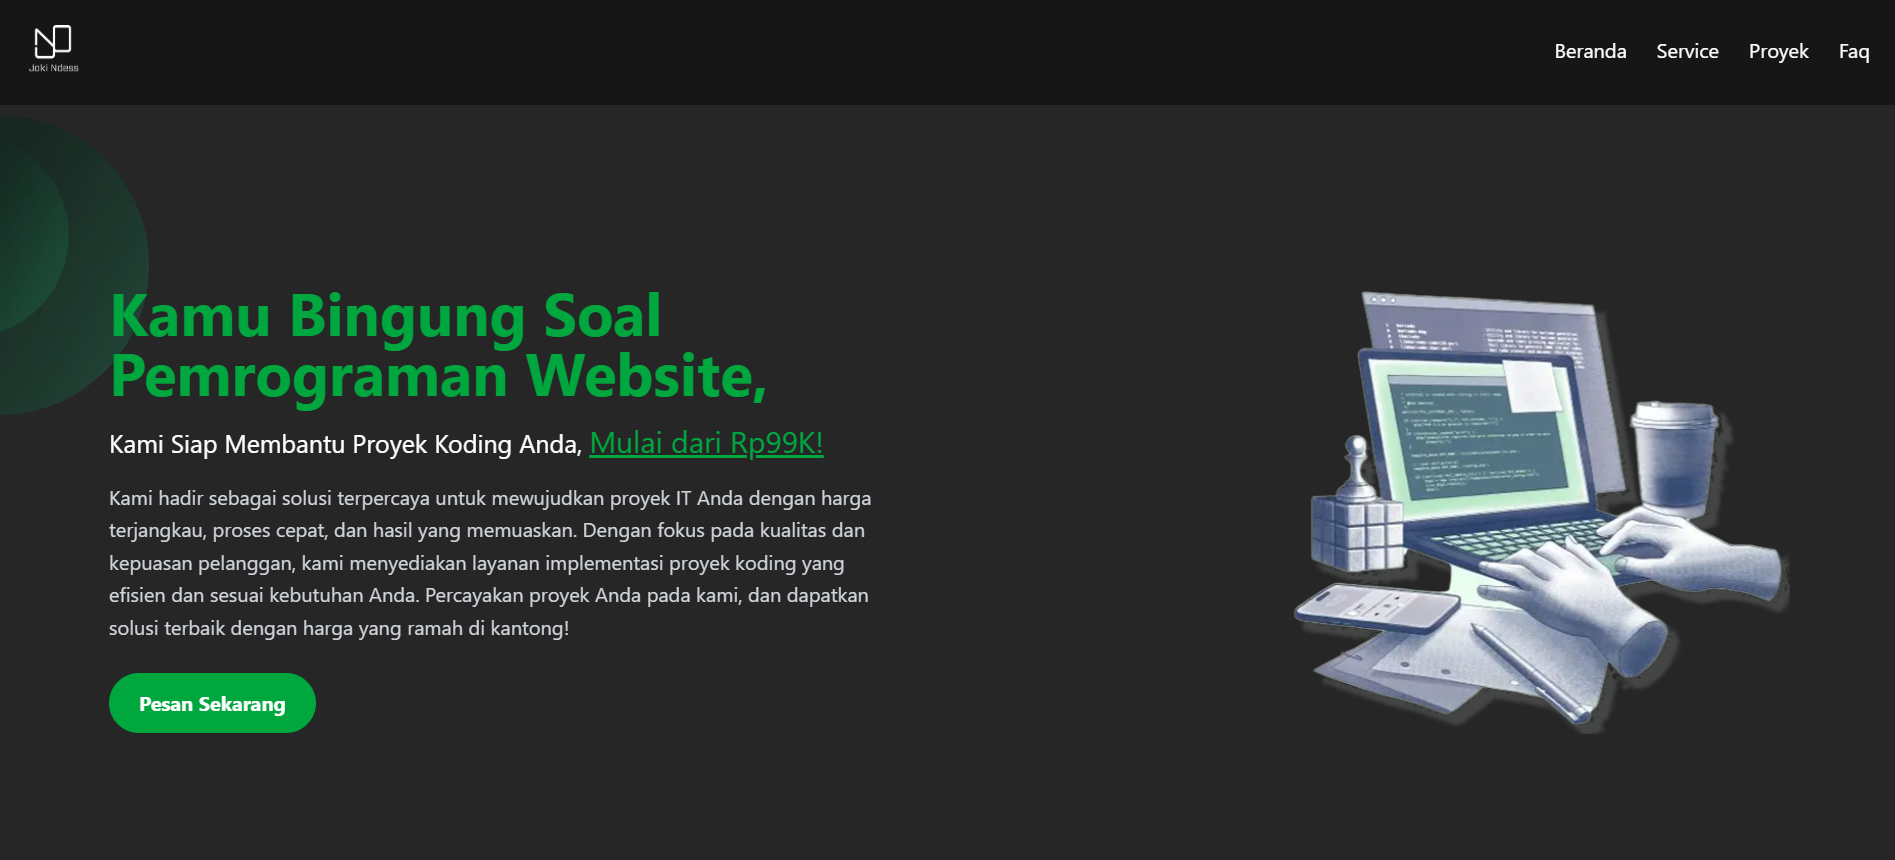 Joki Ndess
Beranda Service Proyek Faq
Kamu Bingung Soal
Pemrograman Website,
Kami Siap Membantu Proyek Koding Anda, Mulai dari Rp99K!
Kami hadir sebagai solusi terpercaya untuk mewujudkan proyek IT Anda dengan harga
terjangkau, proses cepat, dan hasil yang memuaskan. Dengan fokus pada kualitas dan
kepuasan pelanggan, kami menyediakan layanan implementasi proyek koding yang
efisien dan sesuai kebutuhan Anda. Percayakan proyek Anda pada kami, dan dapatkan
solusi terbaik dengan harga yang ramah di kantong!
Pesan Sekarang